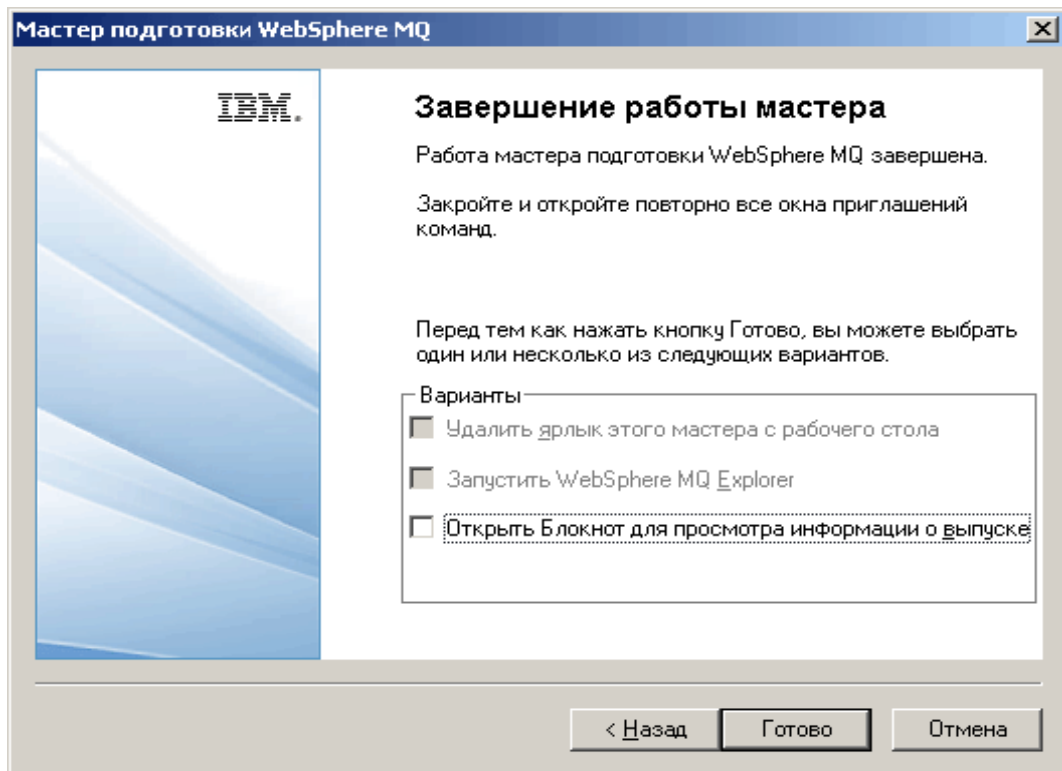 Мастер подготовки WebSphere MQ
IBM.
Завершение работы мастера
Работа мастера подготовки WebSphere MQ завершена.
Закройте и откройте повторно все окна приглашений
команд.
Перед тем как нажать кнопку Готово, вы можете выбрать
один или несколько из следующих вариантов.
Варианты
Удалить ярлык этого мастера с рабочего стола
Запустить WebSphere MQ Explorer
Открыть Блокнот для просмотра информации о выпуске
< Назад
Готово
Отмена